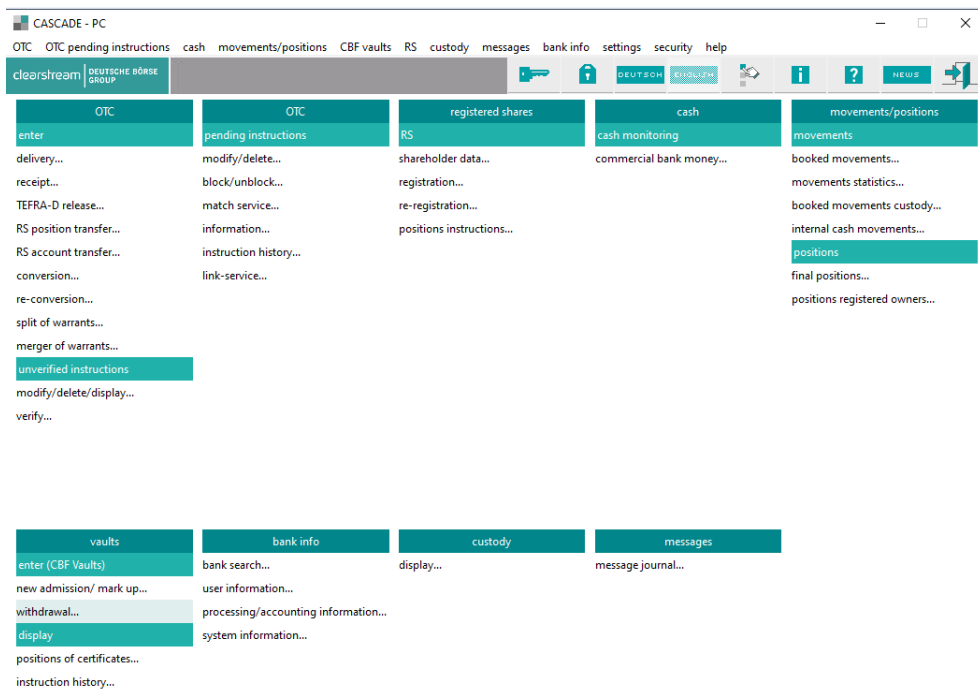 CASCADE - PC
OTC OTC pending instructions cash movements/positions CBF vaults RS custody messages bank info settings security help
clearstream DEUTSCHE BÖRSE GROUP
DEUTSCH ENGLISH i ? NEWS
OTC
enter
delivery...
receipt...
TEFRA-D release...
RS position transfer...
RS account transfer...
conversion...
re-conversion...
split of warrants...
merger of warrants...
unverified instructions
modify/delete/display...
verify...
OTC
pending instructions
modify/delete...
block/unblock...
match service...
information...
instruction history...
link-service...
registered shares
RS
shareholder data...
registration...
re-registration...
positions instructions...
cash
cash monitoring
commercial bank money...
movements/positions
movements
booked movements...
movements statistics...
booked movements custody...
internal cash movements...
positions
final positions...
positions registered owners...
vaults
enter (CBF Vaults)
new admission/ mark up...
withdrawal...
display
positions of certificates...
instruction history...
bank info
bank search...
user information...
processing/accounting information...
system information...
custody
display...
messages
message journal...